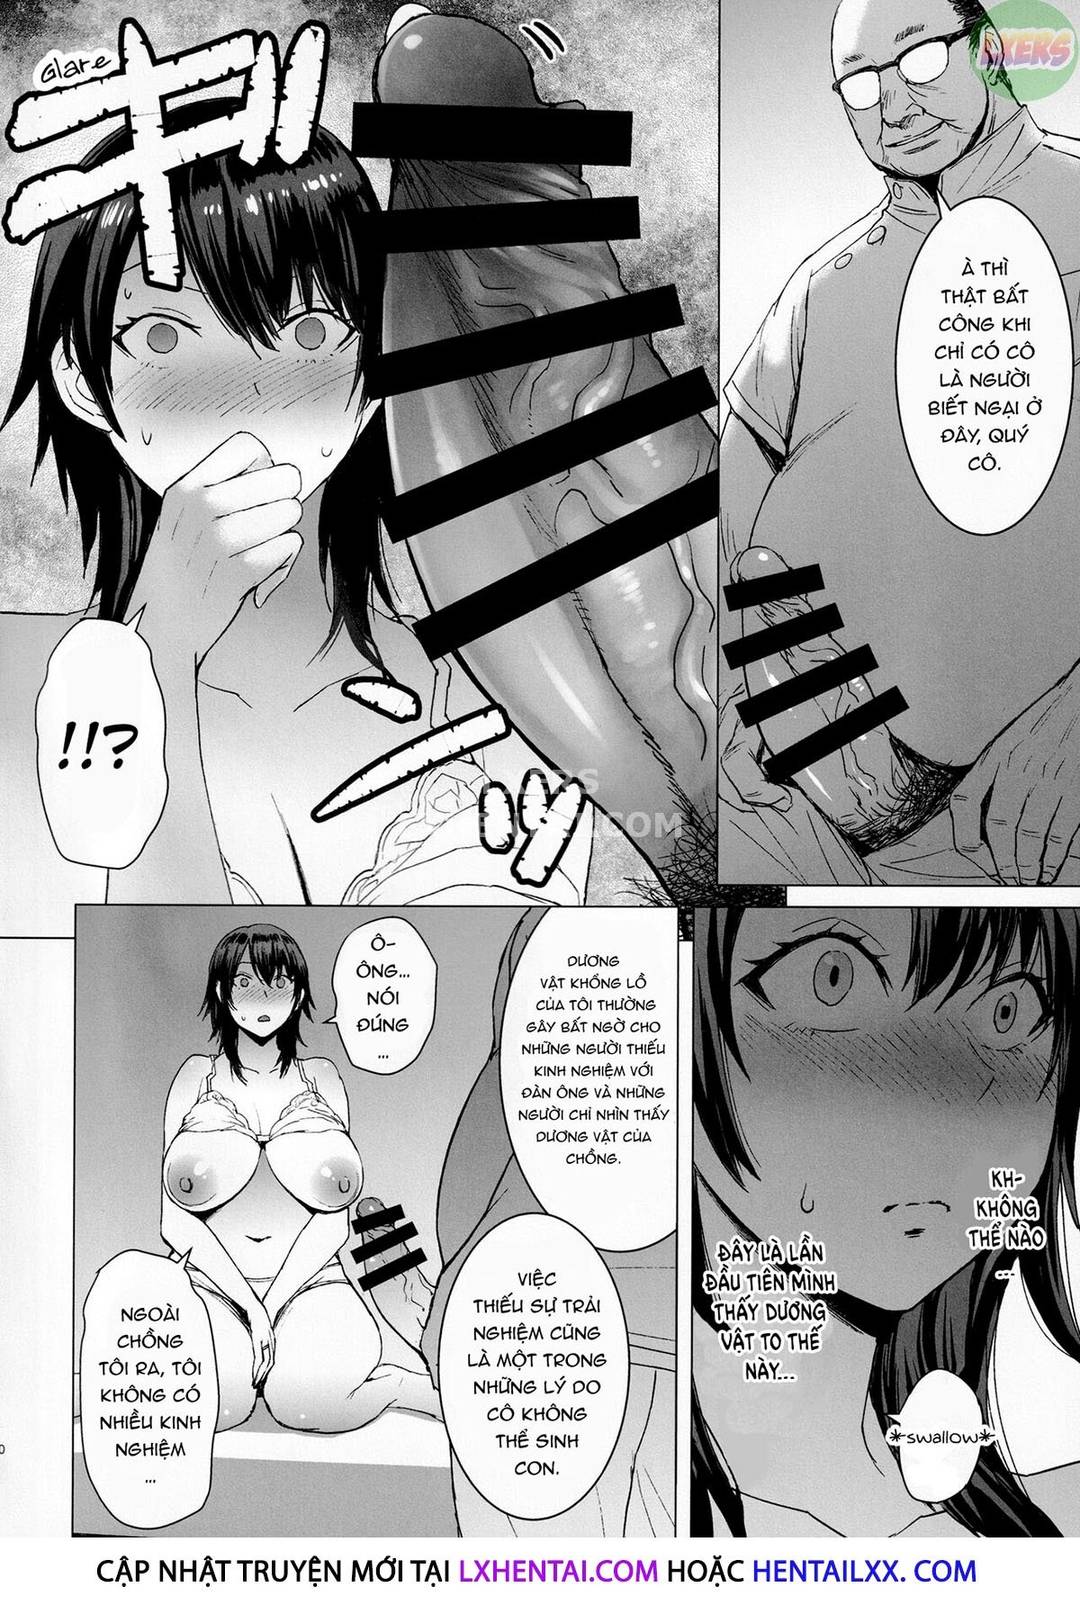 Glare
ギ
LXERS
À THÌ
THẬT BẤT
CÔNG KHI
CHỈ CÓ CÔ
LÀ NGƯỜI
BIẾT NGẠI Ở
ĐÂY, QUÝ
CÔ.
!!?
DƯƠNG
VẬT KHỔNG LỒ
CỦA TÔI THƯỜNG
GÂY BẤT NGỜ CHO
NHỮNG NGƯỜI THIẾU
KINH NGHIỆM VỚI
ĐÀN ÔNG VÀ NHỮNG
NGƯỜI CHỈ NHÌN THẤY
DƯƠNG VẬT CỦA
CHỒNG.
Ô-
ÔNG...
NÓI
ĐÚNG
...
VIỆC
THIẾU SỰ TRẢI
NGHIỆM CŨNG
LÀ MỘT TRONG
NHỮNG LÝ DO
CÔ KHÔNG
THỂ SINH
CON.
NGOÀI
CHỒNG
TÔI RA, TÔI
KHÔNG CÓ
NHIỀU KINH
NGHIỆM
...
KH-
KHÔNG
THỂ NÀO
...
ĐÂY LÀ LẦN
ĐẦU TIÊN MÌNH
THẤY DƯƠNG
VẬT TO THẾ
NÀY...
*swallow*
0
CẬP NHẬT TRUYỆN MỚI TẠI LXHENTAI.COM HOẶC HENTAILXX. COM